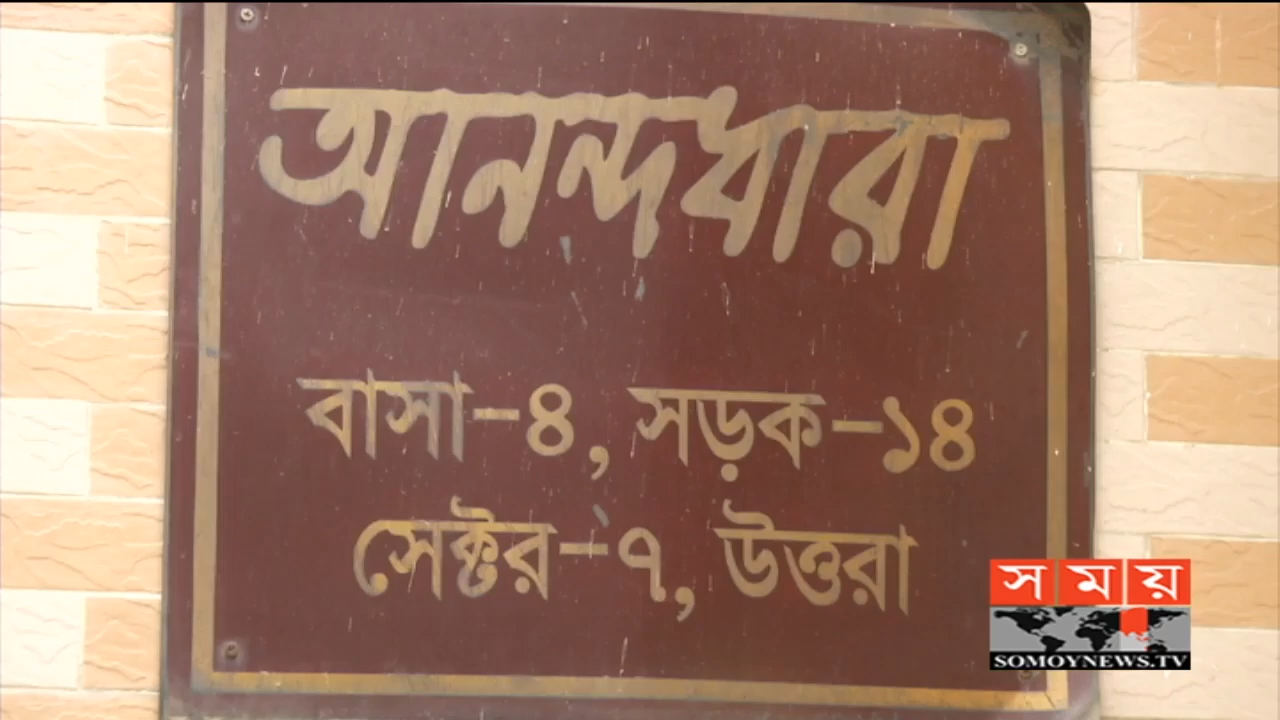 আনন্দধারা
বাসা-৪, সড়ক-১৪
সেক্টর-৭, উত্তরা
সময়
SOMOYNEWS.TV